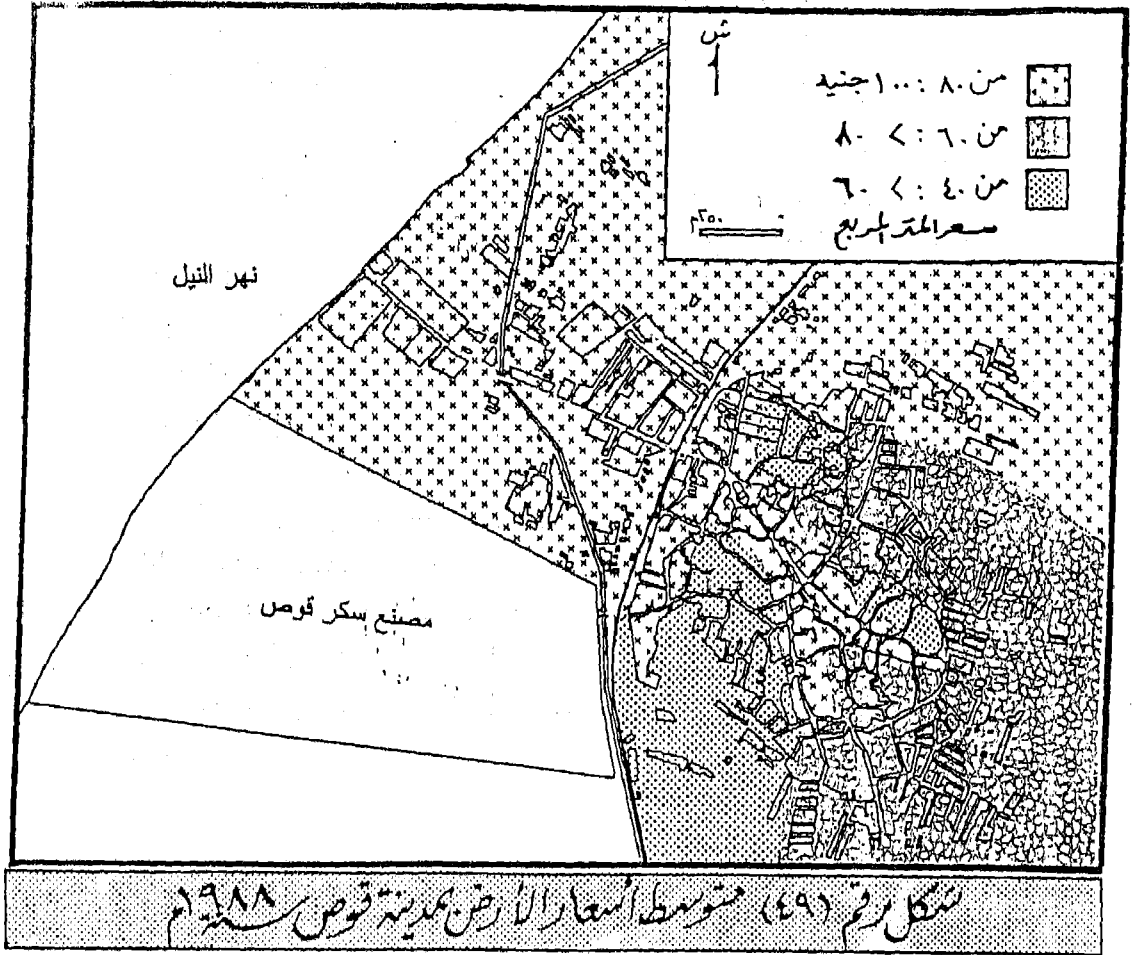 ش
من ٨٠ : ١٠٠ جنيه
من ٦٠ : > ٨٠
من ٤٠ : > ٦٠
سعر المتر المربع
٠ ٢٥٠م
نهر النيل
مصنع سكر قوص
شكل رقم (٤٩) متوسط أسعار الأرض بمدينة قوص سنة ١٩٨٨م